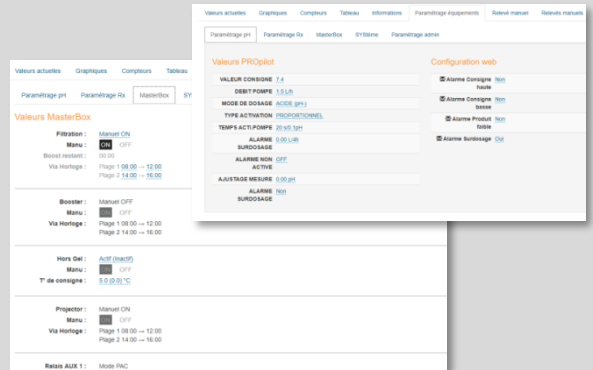 Valeurs actuelles Graphiques Compteurs Tableau Informations Paramétrage équipements Relevé manuel Relevés manuels
Paramétrage pH Paramétrage Rx MasterBox SYStème Paramétrage admin
Valeurs PROpilot
VALEUR CONSIGNE 7.4
DEBIT POMPE 1.5 L/h
MODE DE DOSAGE ACIDE (pH-)
TYPE ACTIVATION PROPORTIONNEL
TEMPS ACTI.POMPE 20 s/0.1pH
ALARME 0.00 L/4h
SURDOSAGE
ALARME NON OFF
ACTIVE
AJUSTAGE MESURE 0.00 pH
ALARME Non
SURDOSAGE
Configuration web
Alarme Consigne Non
haute
Alarme Consigne Non
basse
Alarme Produit Non
faible
Alarme Surdosage Oui
Valeurs actuelles Graphiques Compteurs Tableau
Paramétrage pH Paramétrage Rx MasterBox SY
Valeurs MasterBox
Filtration : Manuel ON
Manu : ON OFF
Boost restant : 00:00
Via Horloge : Plage 1 08:00 → 12:00
Plage 2 14:00 → 16:00
Booster : Manuel OFF
Manu : ON OFF
Via Horloge : Plage 1 08:00 → 12:00
Plage 2 14:00 → 16:00
Hors Gel : Actif (Inactif)
Manu : ON OFF
T° de consigne : 5.0 (0.0) °C
Projector : Manuel ON
Manu : ON OFF
Via Horloge : Plage 1 08:00 → 12:00
Plage 2 14:00 → 16:00
Relais AUX 1 : Mode PAC